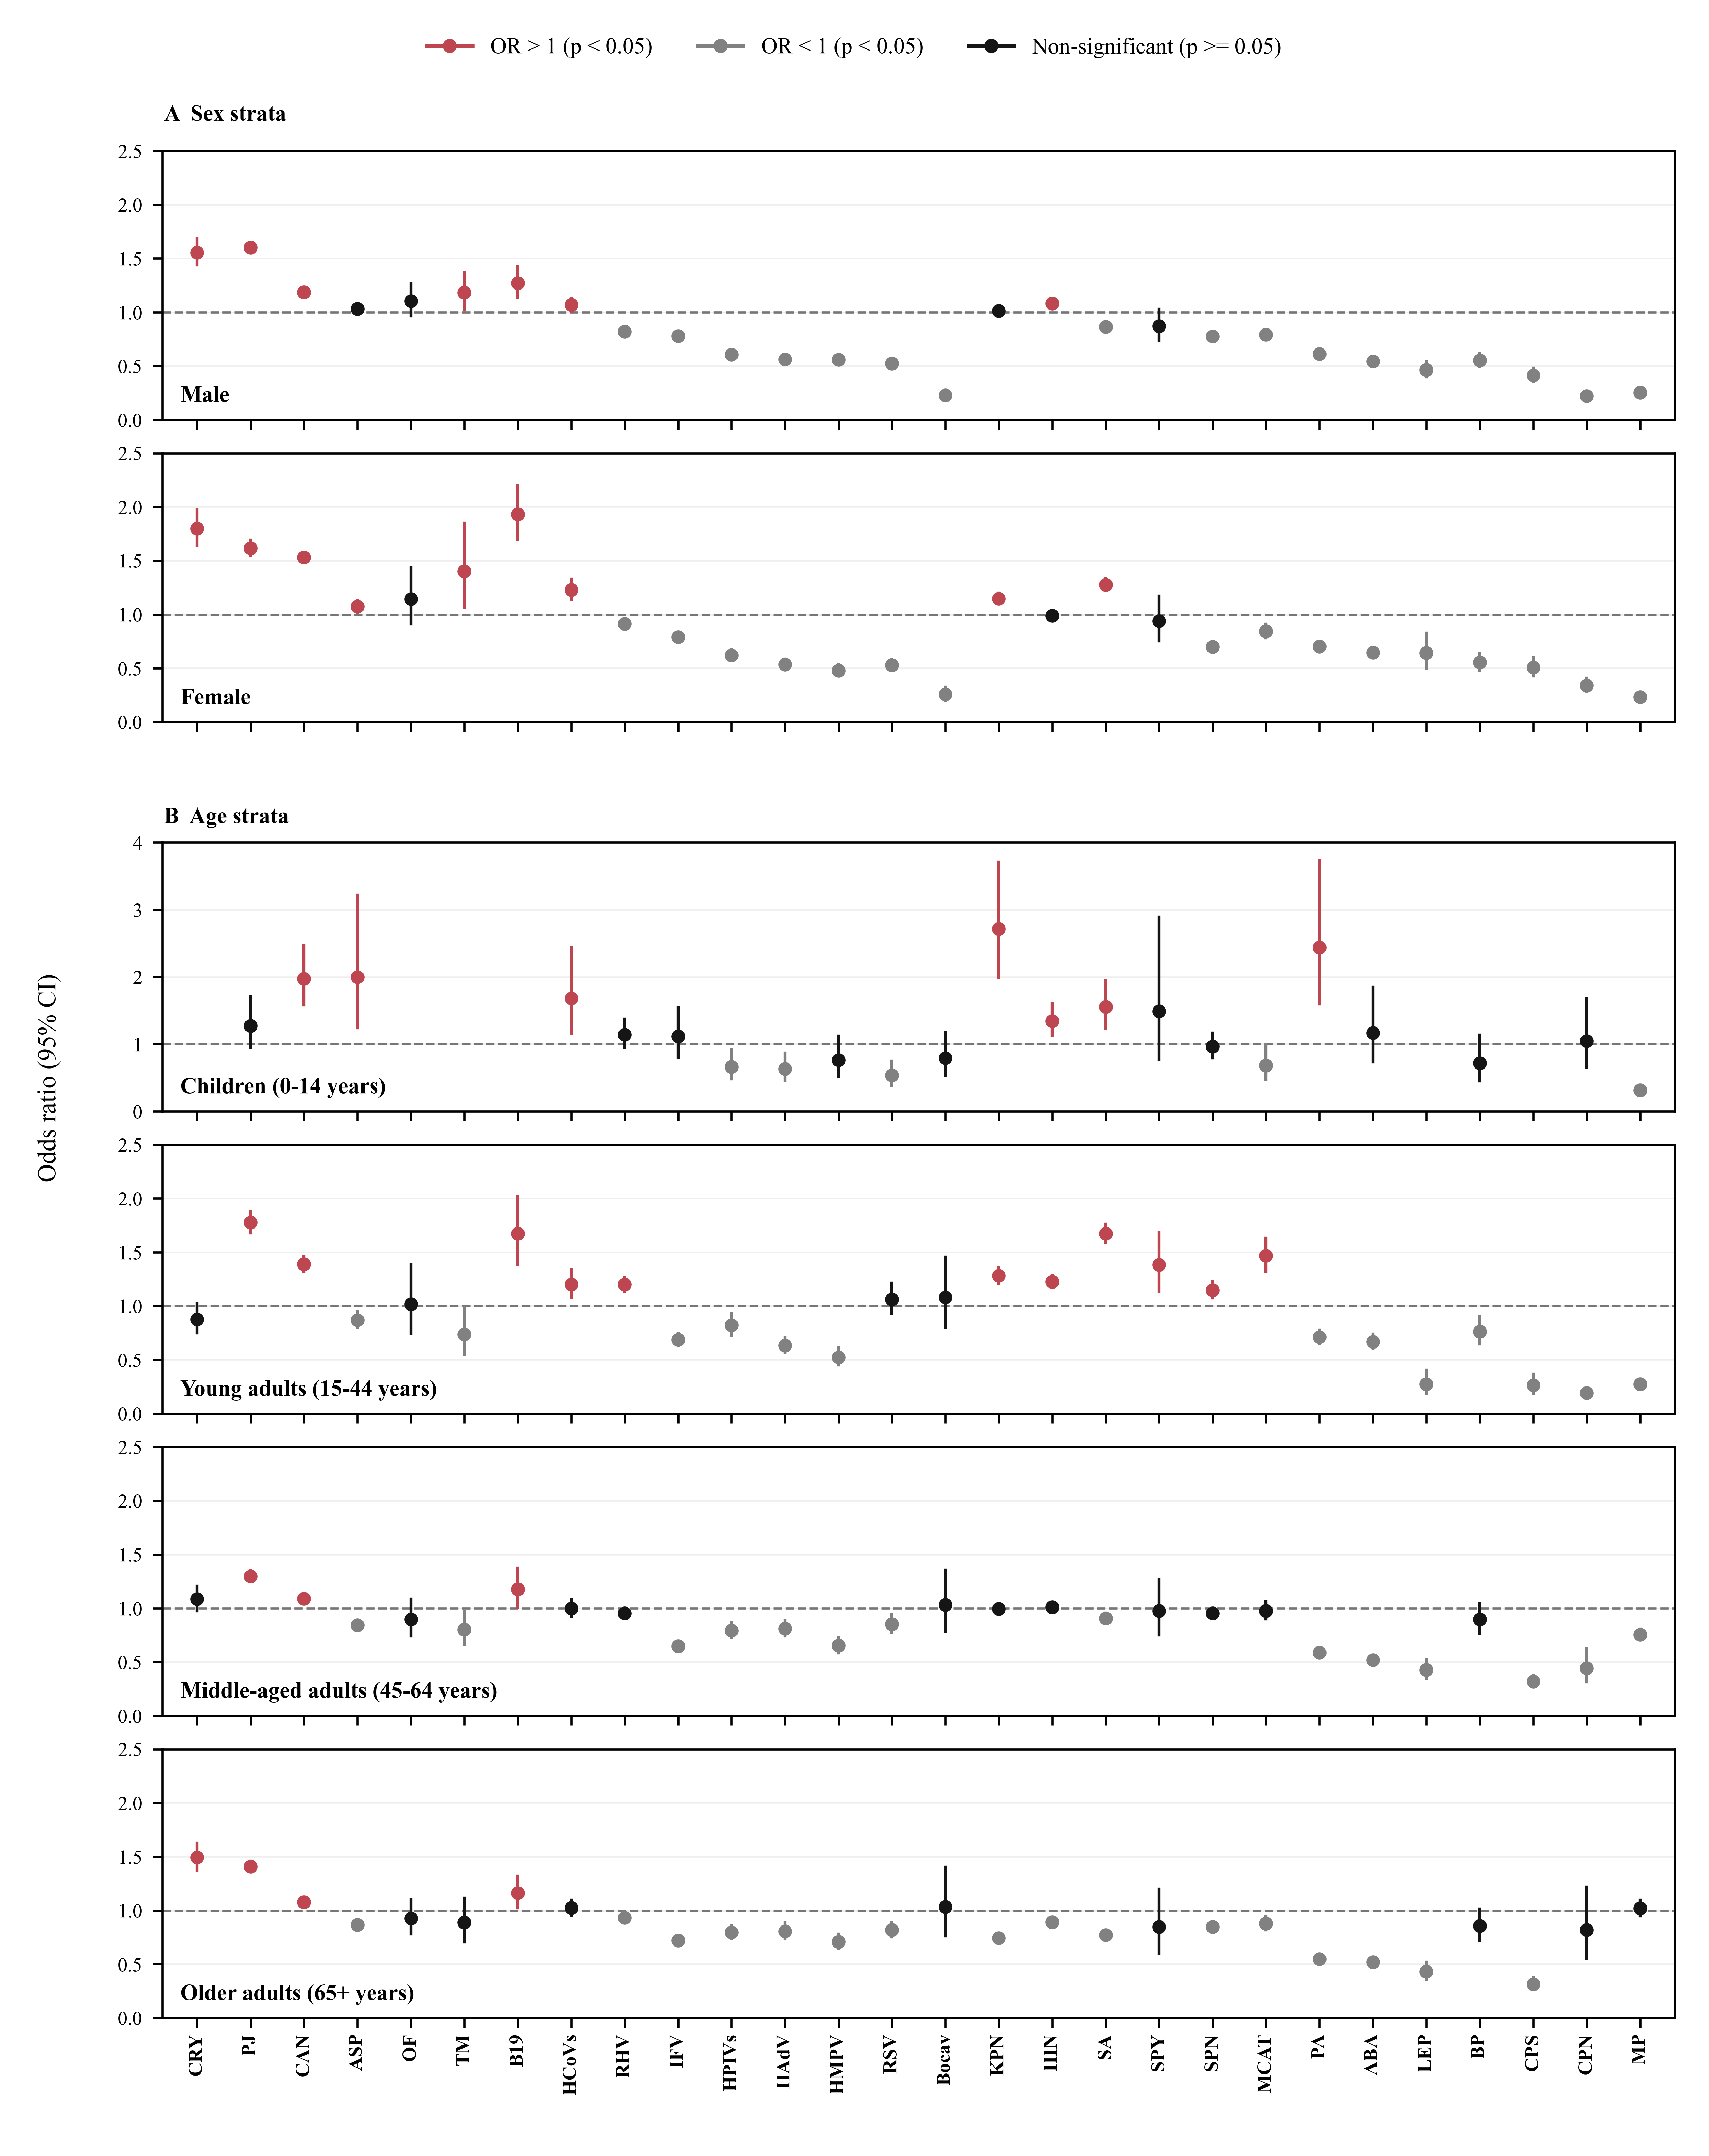 OR > 1 (p < 0.05) OR < 1 (p < 0.05) Non-significant (p >= 0.05)
A Sex strata
2.5
2.0
1.5
1.0
0.5
0.0
Male
2.5
2.0
1.5
1.0
0.5
0.0
Female
B Age strata
Odds ratio (95% CI)
4
3
2
1
0
Children (0-14 years)
2.5
2.0
1.5
1.0
0.5
0.0
Young adults (15-44 years)
2.5
2.0
1.5
1.0
0.5
0.0
Middle-aged adults (45-64 years)
2.5
2.0
1.5
1.0
0.5
0.0
Older adults (65+ years)
CRY
PJ
CAN
ASP
OF
TM
B19
HCoVs
RHV
IFV
HPIVs
HAdV
HMPV
RSV
Bocav
KPN
HIN
SA
SPY
SPN
MCAT
PA
ABA
LEP
BP
CPS
CPN
MP